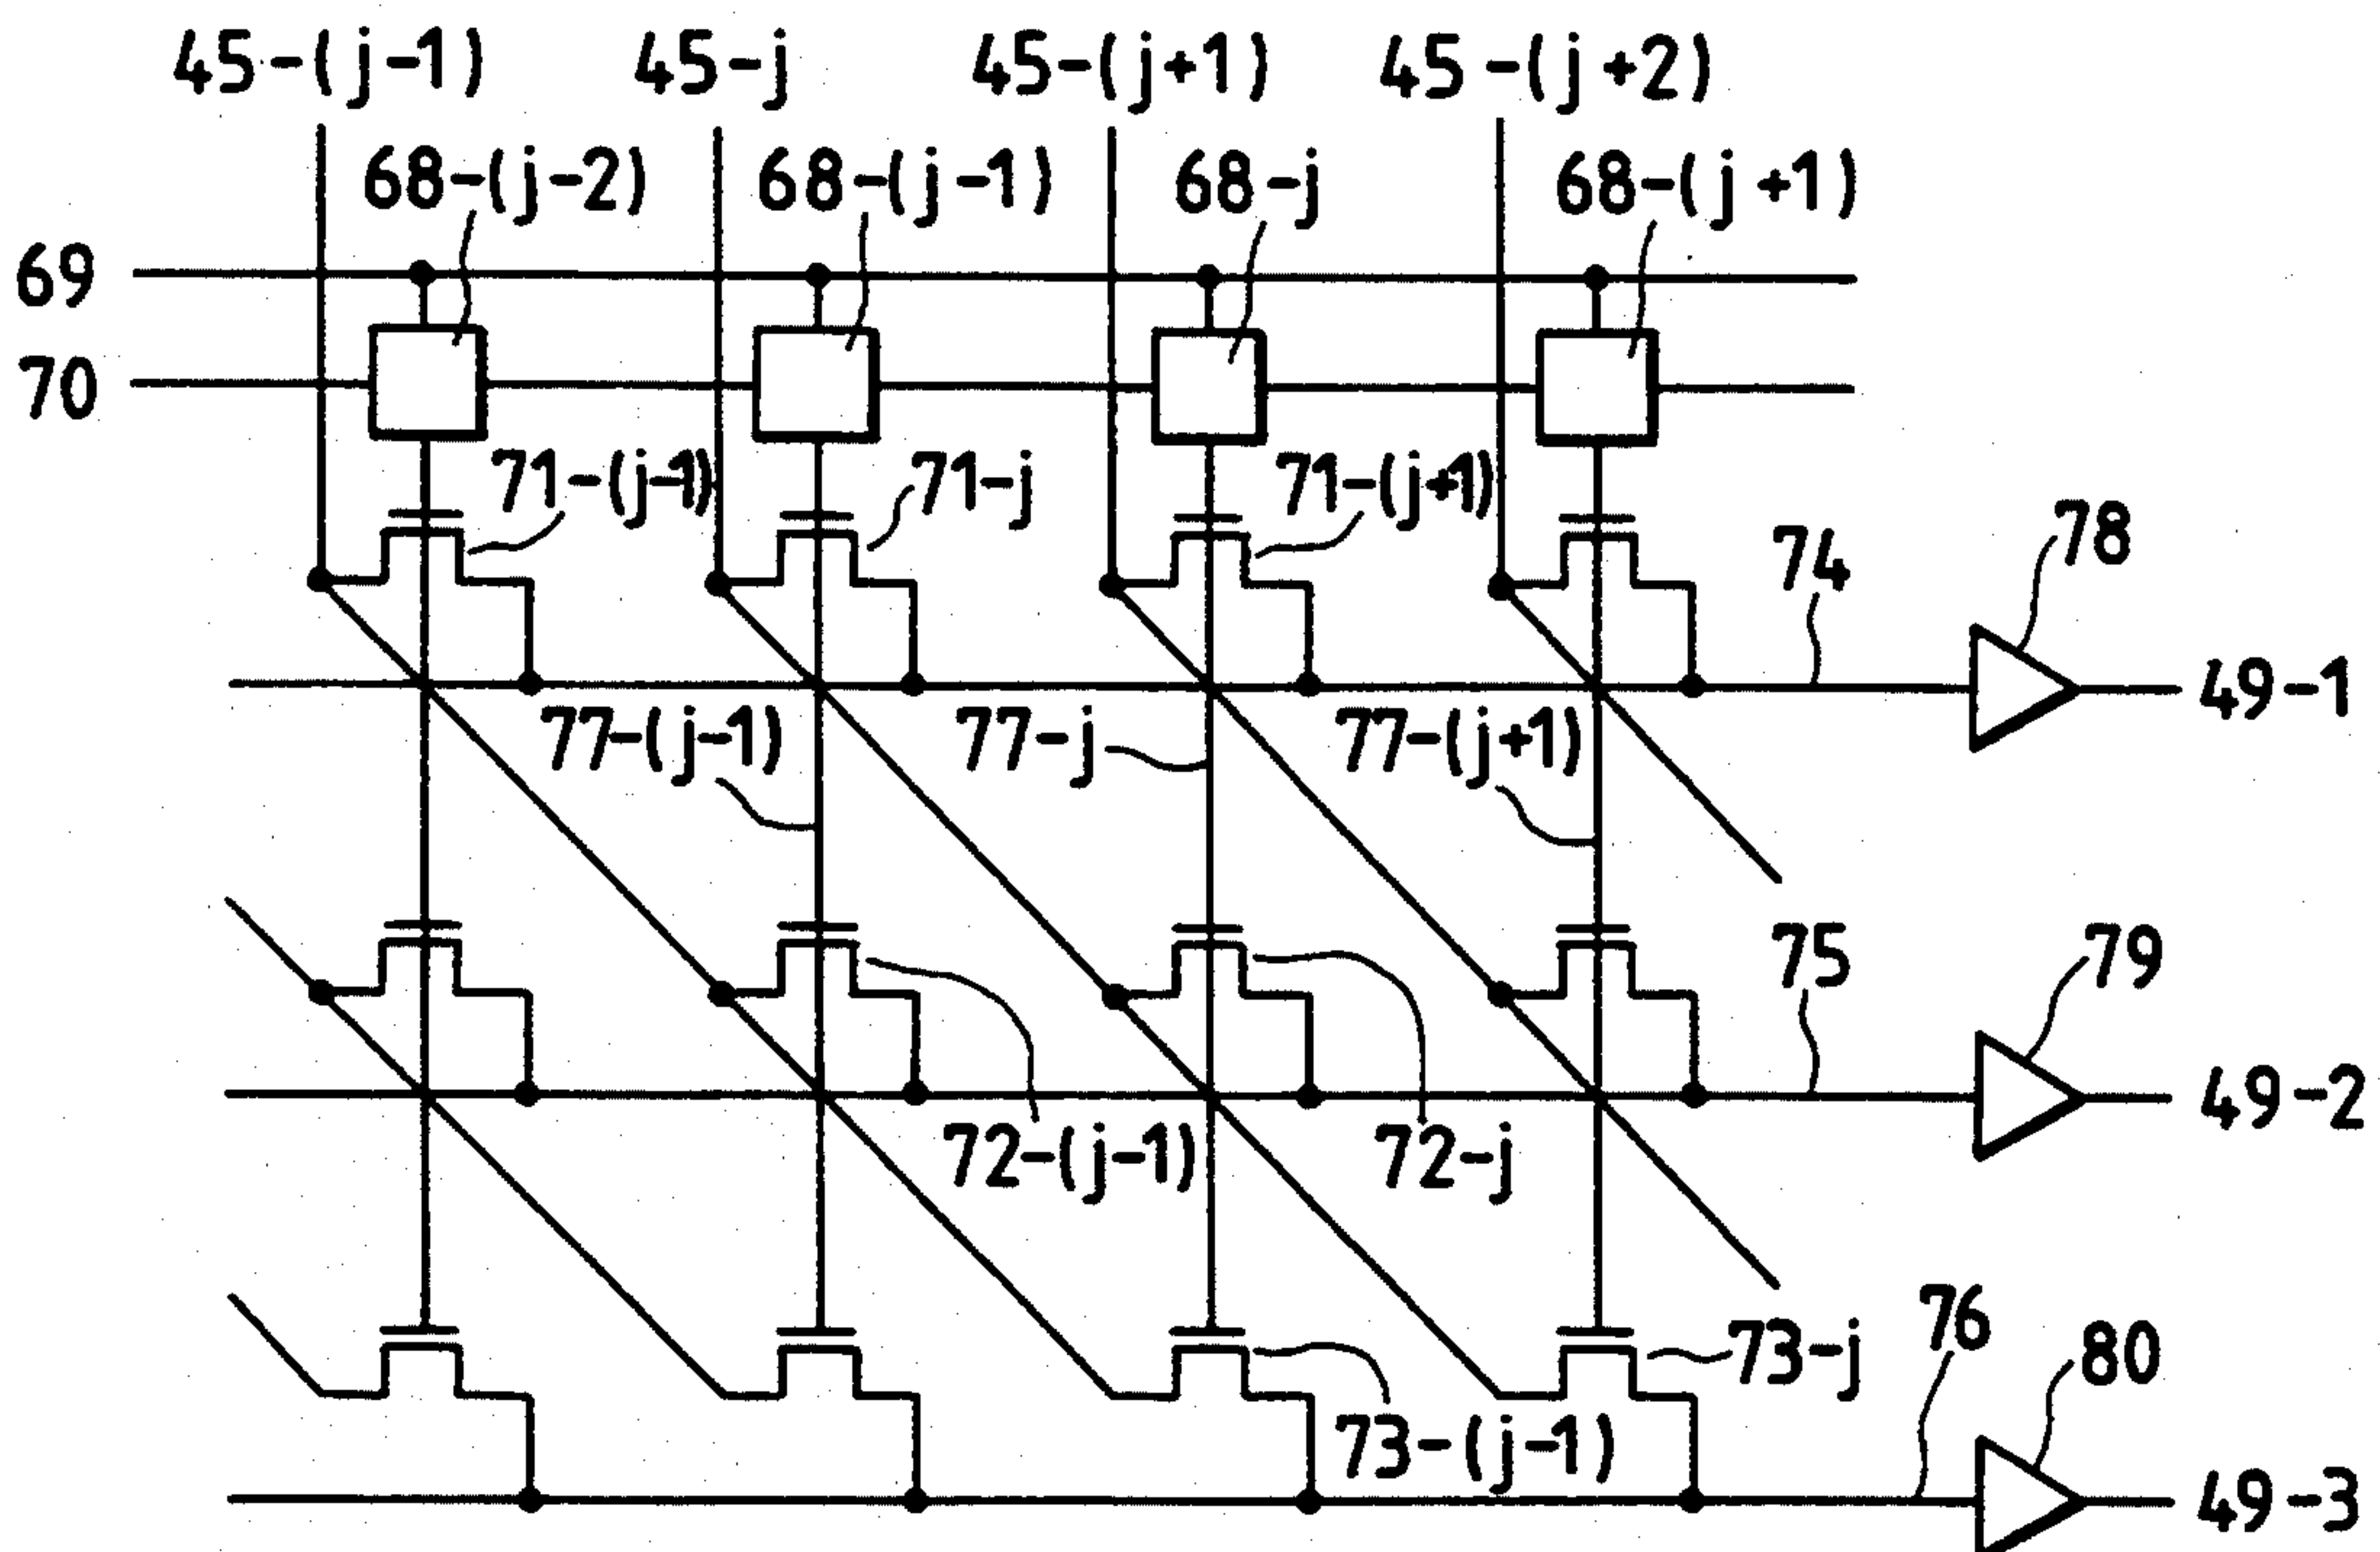 45-(j-1) 45-j 45-(j+1) 45-(j+2)
68-(j-2) 68-(j-1) 68-j 68-(j+1)
69
70
71-(j-1) 71-j 71-(j+1)
78
74
49-1
77-(j-1) 77-j 77-(j+1)
75
79
49-2
72-(j-1) 72-j
76
73-j
80
73-(j-1)
49-3